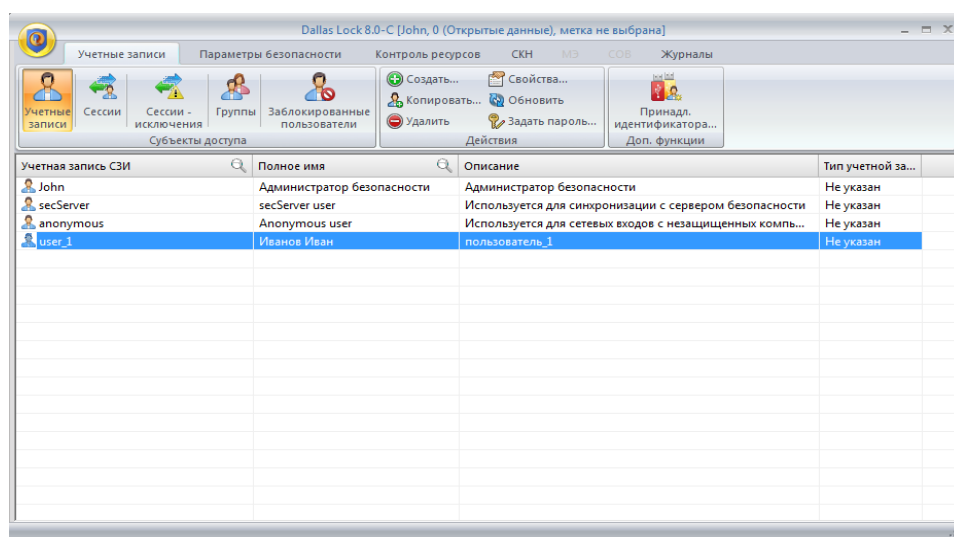 Dallas Lock 8.0-C [John, 0 (Открытые данные), метка не выбрана]
Учетные записи Параметры безопасности Контроль ресурсов СКН МЭ СОВ Журналы
Учетные записи
Сессии
Сессии - исключения
Группы
Заблокированные пользователи
Субъекты доступа
Создать... Свойства...
Копировать... Обновить
Удалить Задать пароль...
Действия
Принадл. идентификатора...
Доп. функции
Учетная запись СЗИ Полное имя Описание Тип учетной за...
John Администратор безопасности Администратор безопасности Не указан
secServer secServer user Используется для синхронизации с сервером безопасности Не указан
anonymous Anonymous user Используется для сетевых входов с незащищенных компь... Не указан
user_1 Иванов Иван пользователь_1 Не указан